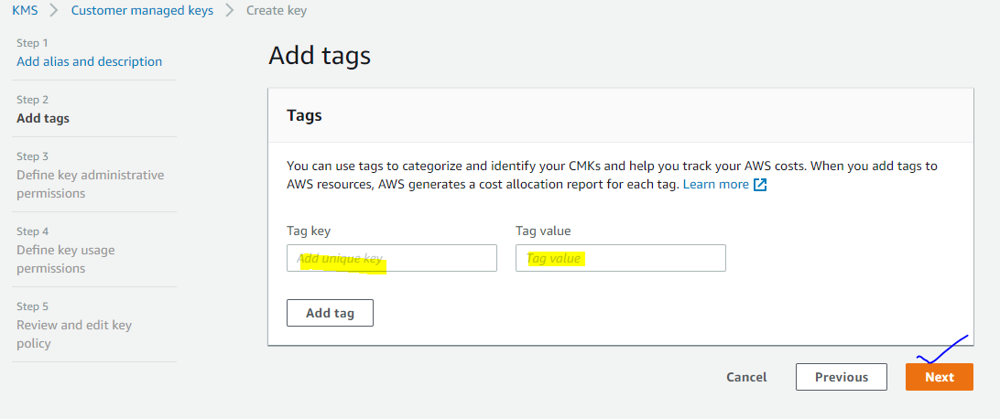 KMS > Customer managed keys > Create key
Step 1
Add alias and description
Step 2
Add tags
Step 3
Define key administrative
permissions
Step 4
Define key usage
permissions
Step 5
Review and edit key
policy
Add tags
Tags
You can use tags to categorize and identify your CMKs and help you track your AWS costs. When you add tags to
AWS resources, AWS generates a cost allocation report for each tag. Learn more
Tag key Tag value
Add unique key Tag value
Add tag
Cancel Previous Next